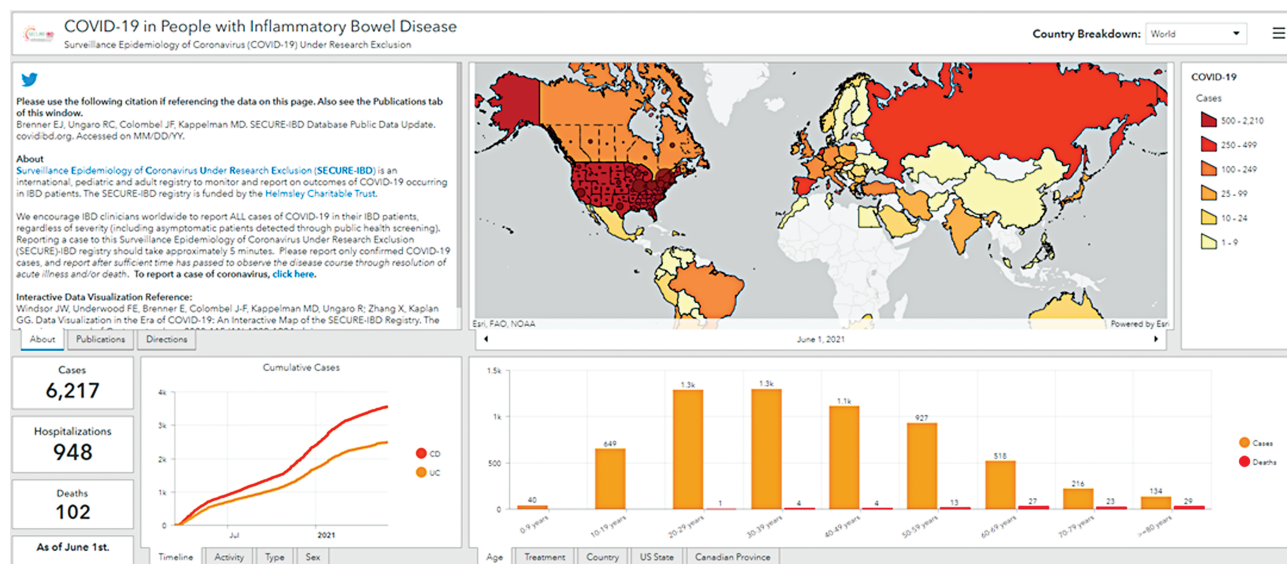 COVID-19 in People with Inflammatory Bowel Disease
Surveillance Epidemiology of Coronavirus (COVID-19) Under Research Exclusion
Country Breakdown: World
Please use the following citation if referencing the data on this page. Also see the Publications tab
of this window.
Brenner EJ, Ungaro RC, Colombel JF, Kappelman MD. SECURE-IBD Database Public Data Update.
covidibd.org. Accessed on MM/DD/YY.
About
Surveillance Epidemiology of Coronavirus Under Research Exclusion (SECURE-IBD) is an
international, pediatric and adult registry to monitor and report on outcomes of COVID-19 occurring
in IBD patients. The SECURE-IBD registry is funded by the Helmsley Charitable Trust.
We encourage IBD clinicians worldwide to report ALL cases of COVID-19 in their IBD patients,
regardless of severity (including asymptomatic patients detected through public health screening).
Reporting a case to this Surveillance Epidemiology of Coronavirus Under Research Exclusion
(SECURE)-IBD registry should take approximately 5 minutes. Please report only confirmed COVID-19
cases, and report after sufficient time has passed to observe the disease course through resolution of
acute illness and/or death. To report a case of coronavirus, click here.
Interactive Data Visualization Reference:
Windsor JW, Underwood FE, Brenner E, Colombel J-F, Kappelman MD, Ungaro R; Zhang X, Kaplan
GG. Data Visualization in the Era of COVID-19: An Interactive Map of the SECURE-IBD Registry. The
About
Publications
Directions
Esri, FAO, NOAA
Powered by Esri
June 1, 2021
COVID-19
Cases
500 - 2,210
250 - 499
100 - 249
25 - 99
10 - 24
1 - 9
Cases
6,217
Hospitalizations
948
Deaths
102
As of June 1st.
Cumulative Cases
4k
3k
2k
1k
0
Jul
2021
CD
UC
Timeline
Activity
Type
Sex
1.5k
1k
500
0
40
649
1.3k
1
1.3k
4
1.1k
4
927
13
518
27
216
23
134
29
0-9 years
10-19 years
20-29 years
30-39 years
40-49 years
50-59 years
60-69 years
70-79 years
>=80 years
Cases
Deaths
Age
Treatment
Country
US State
Canadian Province